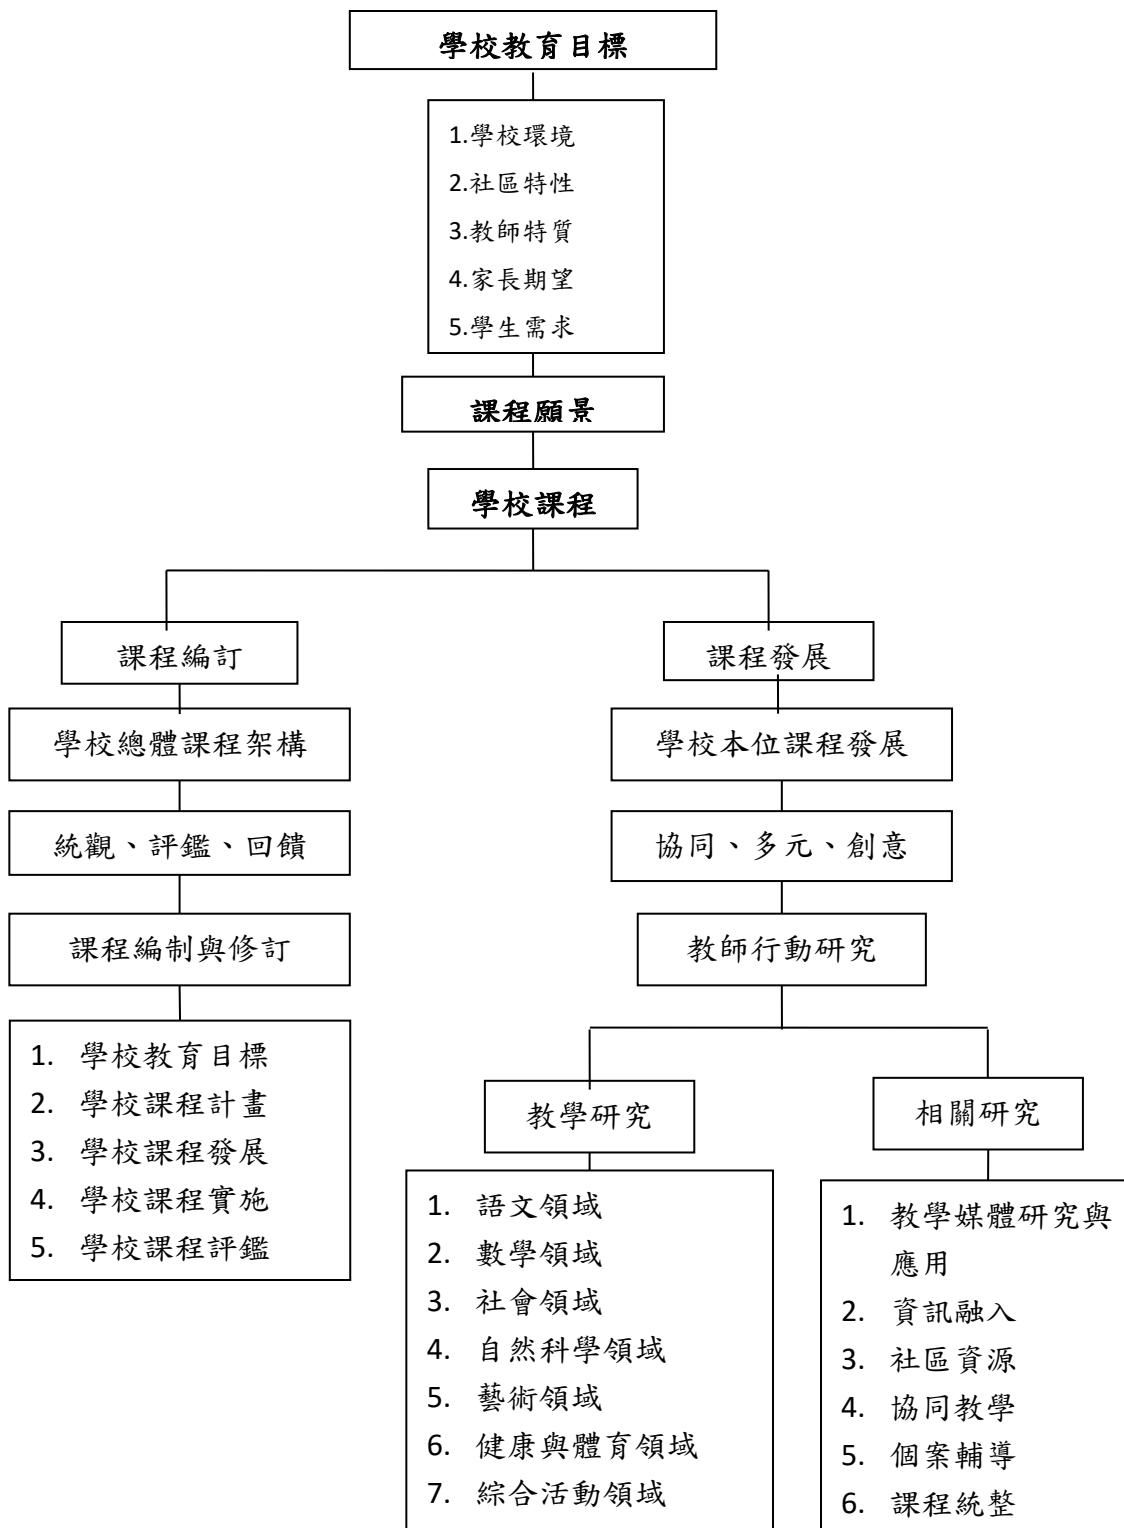 學校教育目標
1.學校環境
2.社區特性
3.教師特質
4.家長期望
5.學生需求
課程願景
學校課程
課程編訂
課程發展
學校總體課程架構
學校本位課程發展
統觀、評鑑、回饋
協同、多元、創意
課程編制與修訂
教師行動研究
1. 學校教育目標
2. 學校課程計畫
3. 學校課程發展
4. 學校課程實施
5. 學校課程評鑑
教學研究
相關研究
1. 語文領域
2. 數學領域
3. 社會領域
4. 自然科學領域
5. 藝術領域
6. 健康與體育領域
7. 綜合活動領域
1. 教學媒體研究與
應用
2. 資訊融入
3. 社區資源
4. 協同教學
5. 個案輔導
6. 課程統整